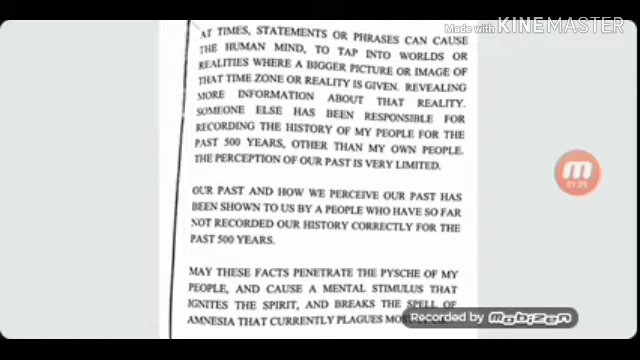 Made with KINEMASTER
AT TIMES, STATEMENTS OR PHRASES CAN CAUSE
THE HUMAN MIND, TO TAP INTO WORLDS OR
REALITIES WHERE A BIGGER PICTURE OR IMAGE OF
THAT TIME ZONE OR REALITY IS GIVEN. REVEALING
MORE INFORMATION ABOUT THAT REALITY.
SOMEONE ELSE HAS BEEN RESPONSIBLE FOR
RECORDING THE HISTORY OF MY PEOPLE FOR THE
PAST 500 YEARS, OTHER THAN MY OWN PEOPLE.
THE PERCEPTION OF OUR PAST IS VERY LIMITED.
01:25
OUR PAST AND HOW WE PERCEIVE OUR PAST HAS
BEEN SHOWN TO US BY A PEOPLE WHO HAVE SO FAR
NOT RECORDED OUR HISTORY CORRECTLY FOR THE
PAST 500 YEARS.
MAY THESE FACTS PENETRATE THE PYSCHE OF MY
PEOPLE, AND CAUSE A MENTAL STIMULUS THAT
IGNITES THE SPIRIT, AND BREAKS THE SPELL OF
AMNESIA THAT CURRENTLY PLAGUES
Recorded by Mobizen